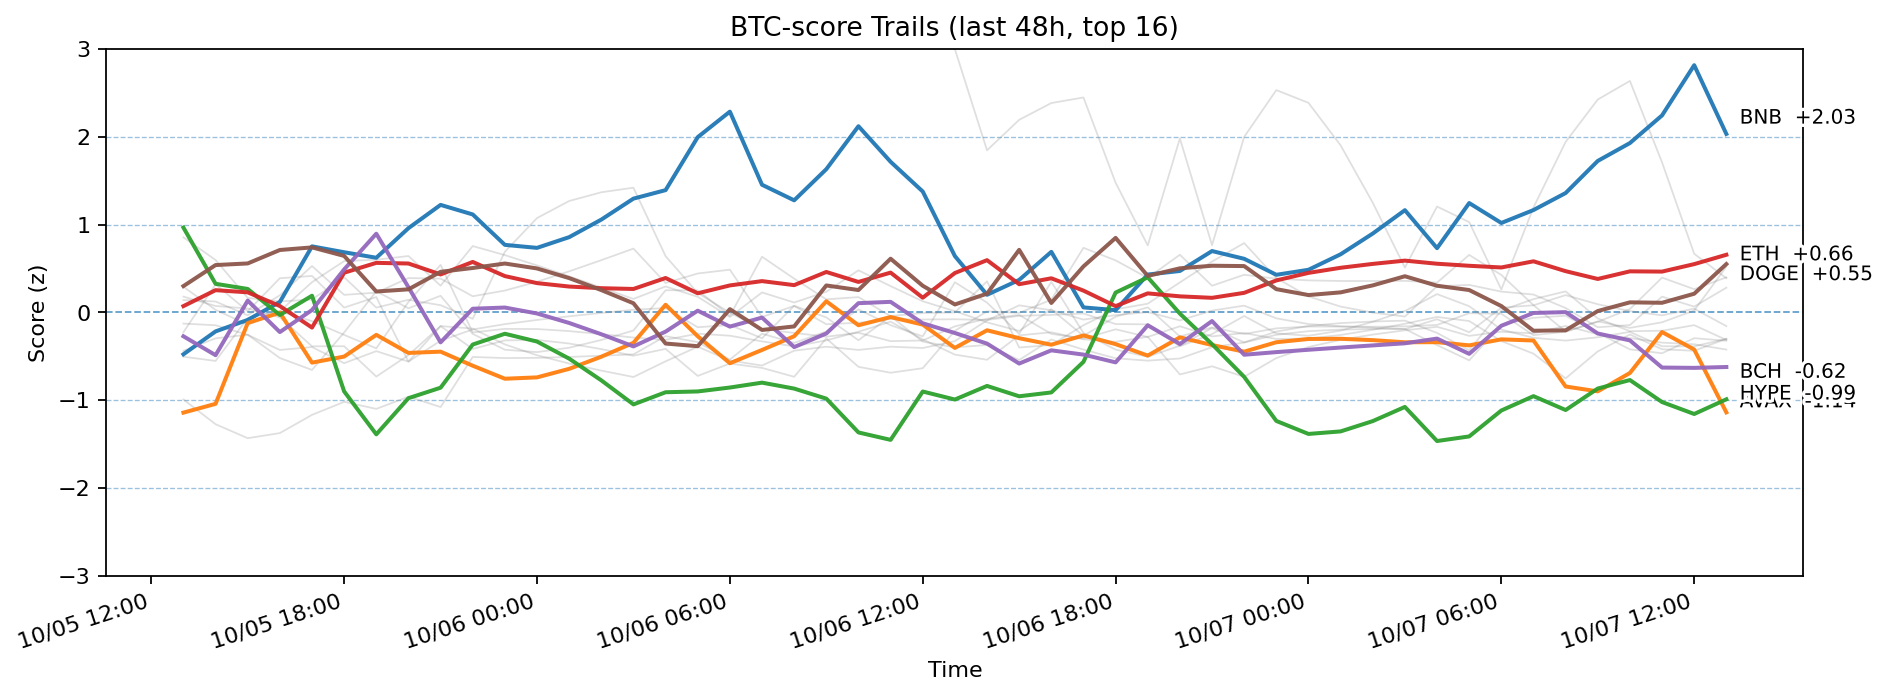 BTC-score Trails (last 48h, top 16)
Score (z)
3
2
1
0
−1
−2
−3
BNB +2.03
ETH +0.66
DOGE +0.55
BCH -0.62
HYPE -0.99
AVAX -1.14
10/05 12:00
10/05 18:00
10/06 00:00
10/06 06:00
10/06 12:00
10/06 18:00
10/07 00:00
10/07 06:00
10/07 12:00
Time